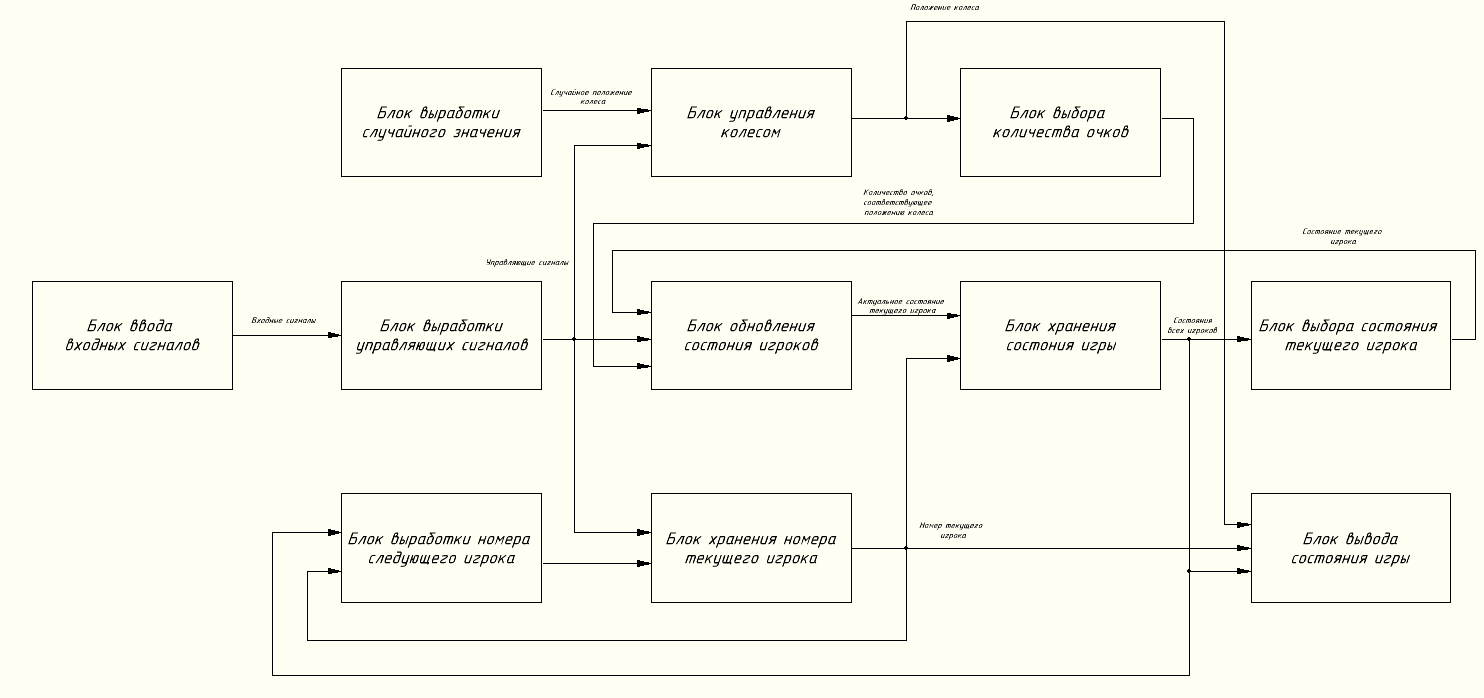 Положение колеса
Блок выработки
случайного значения
Случайное положение
колеса
Блок управления
колесом
Блок выбора
количества очков
Количество очков,
соответствующее
положению колеса
Состояние текущего
игрока
Управляющие сигналы
Блок ввода
входных сигналов
Входные сигналы
Блок выработки
управляющих сигналов
Блок обновления
состония игроков
Актуальное состояние
текущего игрока
Блок хранения
состония игры
Состояния
всех игроков
Блок выбора состояния
текущего игрока
Блок выработки номера
следующего игрока
Блок хранения номера
текущего игрока
Номер текущего
игрока
Блок вывода
состояния игры